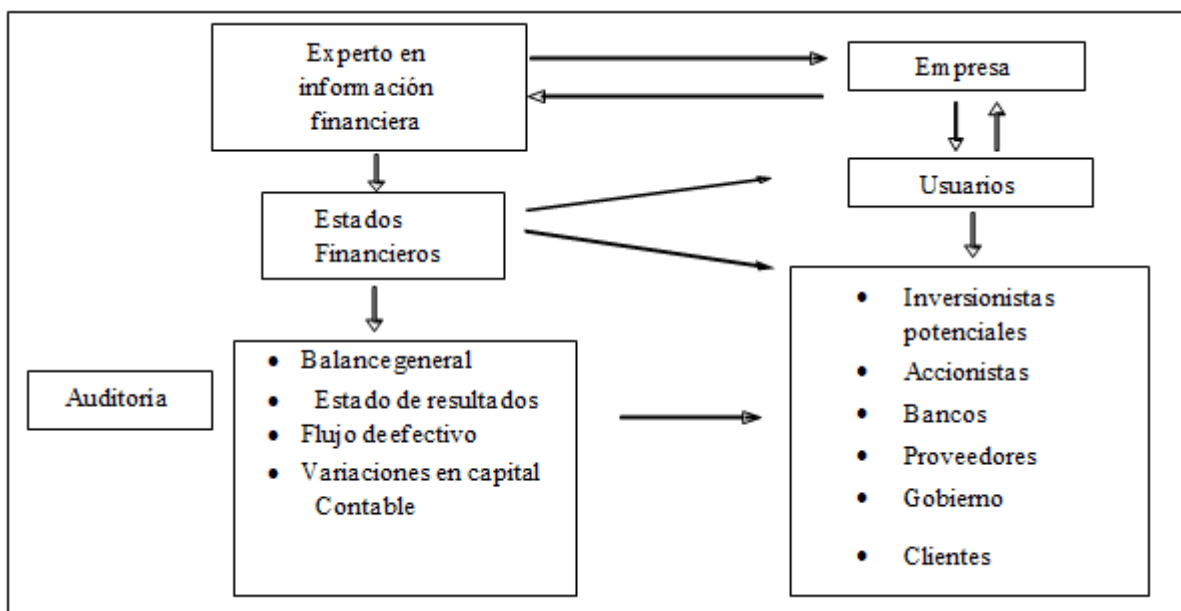 Experto en
información
financiera
Empresa
Usuarios
Estados
Financieros
Auditoria
• Balance general
• Estado de resultados
• Flujo de efectivo
• Variaciones en capital
Contable
• Inversionistas
potenciales
• Accionistas
• Bancos
• Proveedores
• Gobierno
• Clientes